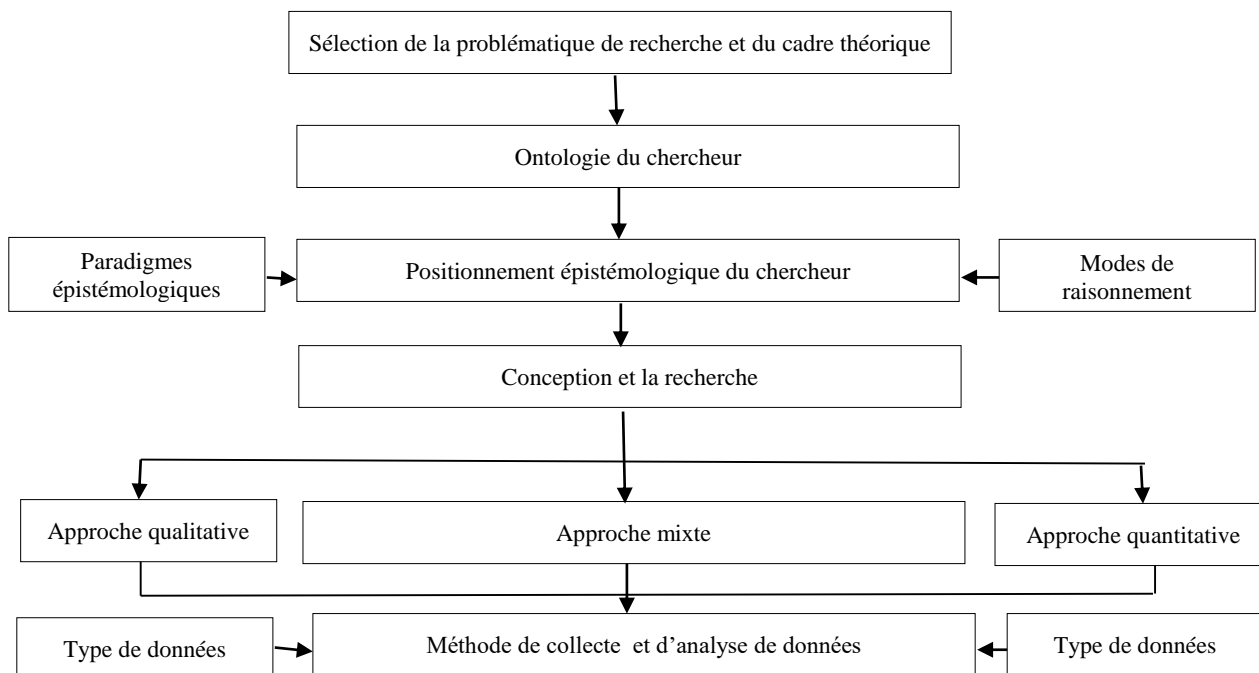 Sélection de la problématique de recherche et du cadre théorique
Ontologie du chercheur
Paradigmes
épistémologiques
Positionnement épistémologique du chercheur
Modes de
raisonnement
Conception et la recherche
Approche qualitative
Approche mixte
Approche quantitative
Type de données
Méthode de collecte et d'analyse de données
Type de données